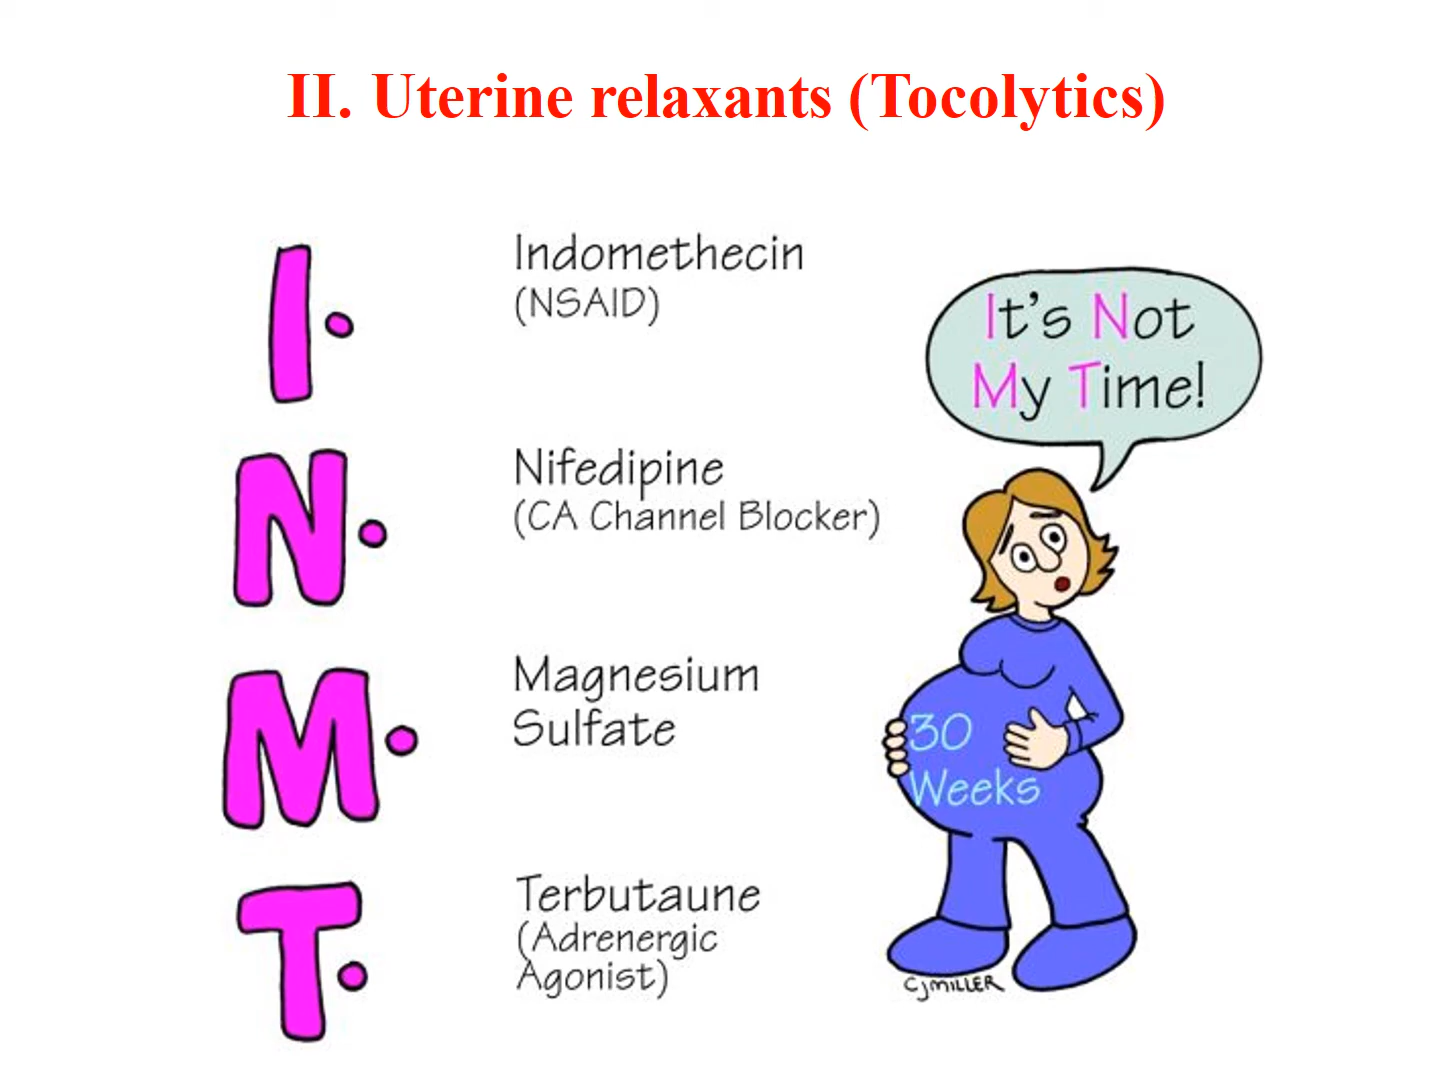 II. Uterine relaxants (Tocolytics)
I.
Indomethecin
(NSAID)
N.
Nifedipine
(CA Channel Blocker)
M.
Magnesium
Sulfate
T.
Terbutaune
(Adrenergic
Agonist)
It's Not
My Time!
30
Weeks
CJMILLER